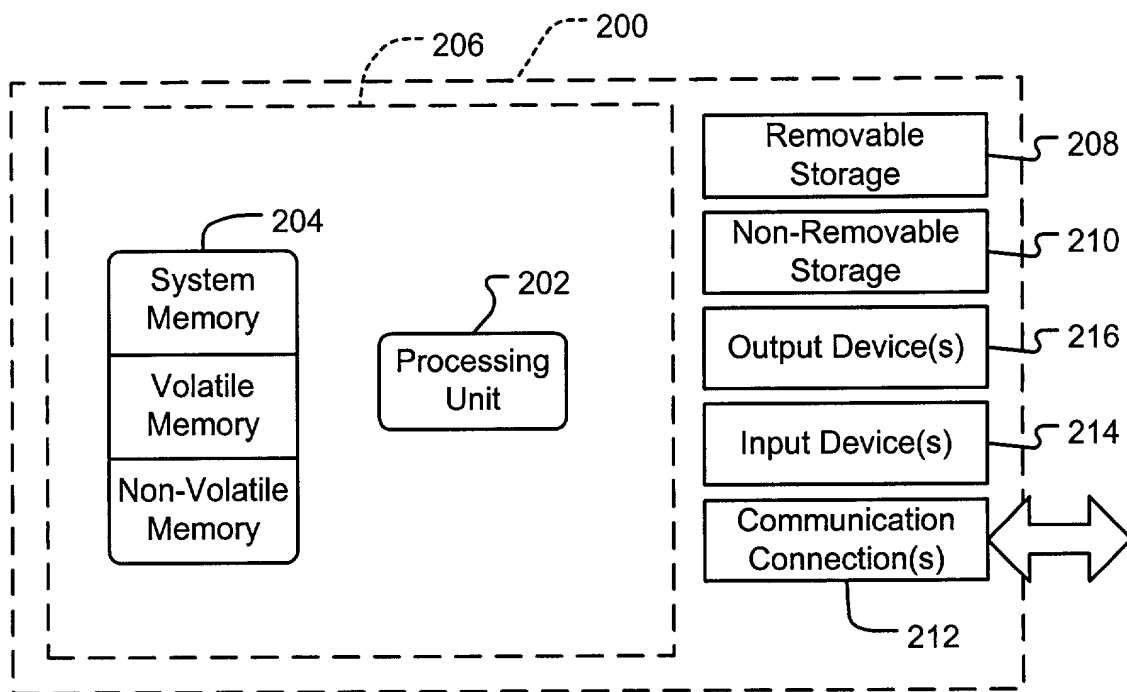 200
206
Removable
Storage
208
Non-Removable
Storage
210
204
System
Memory
Volatile
Memory
Non-Volatile
Memory
202
Processing
Unit
Output Device(s)
216
Input Device(s)
214
Communication
Connection(s)
212